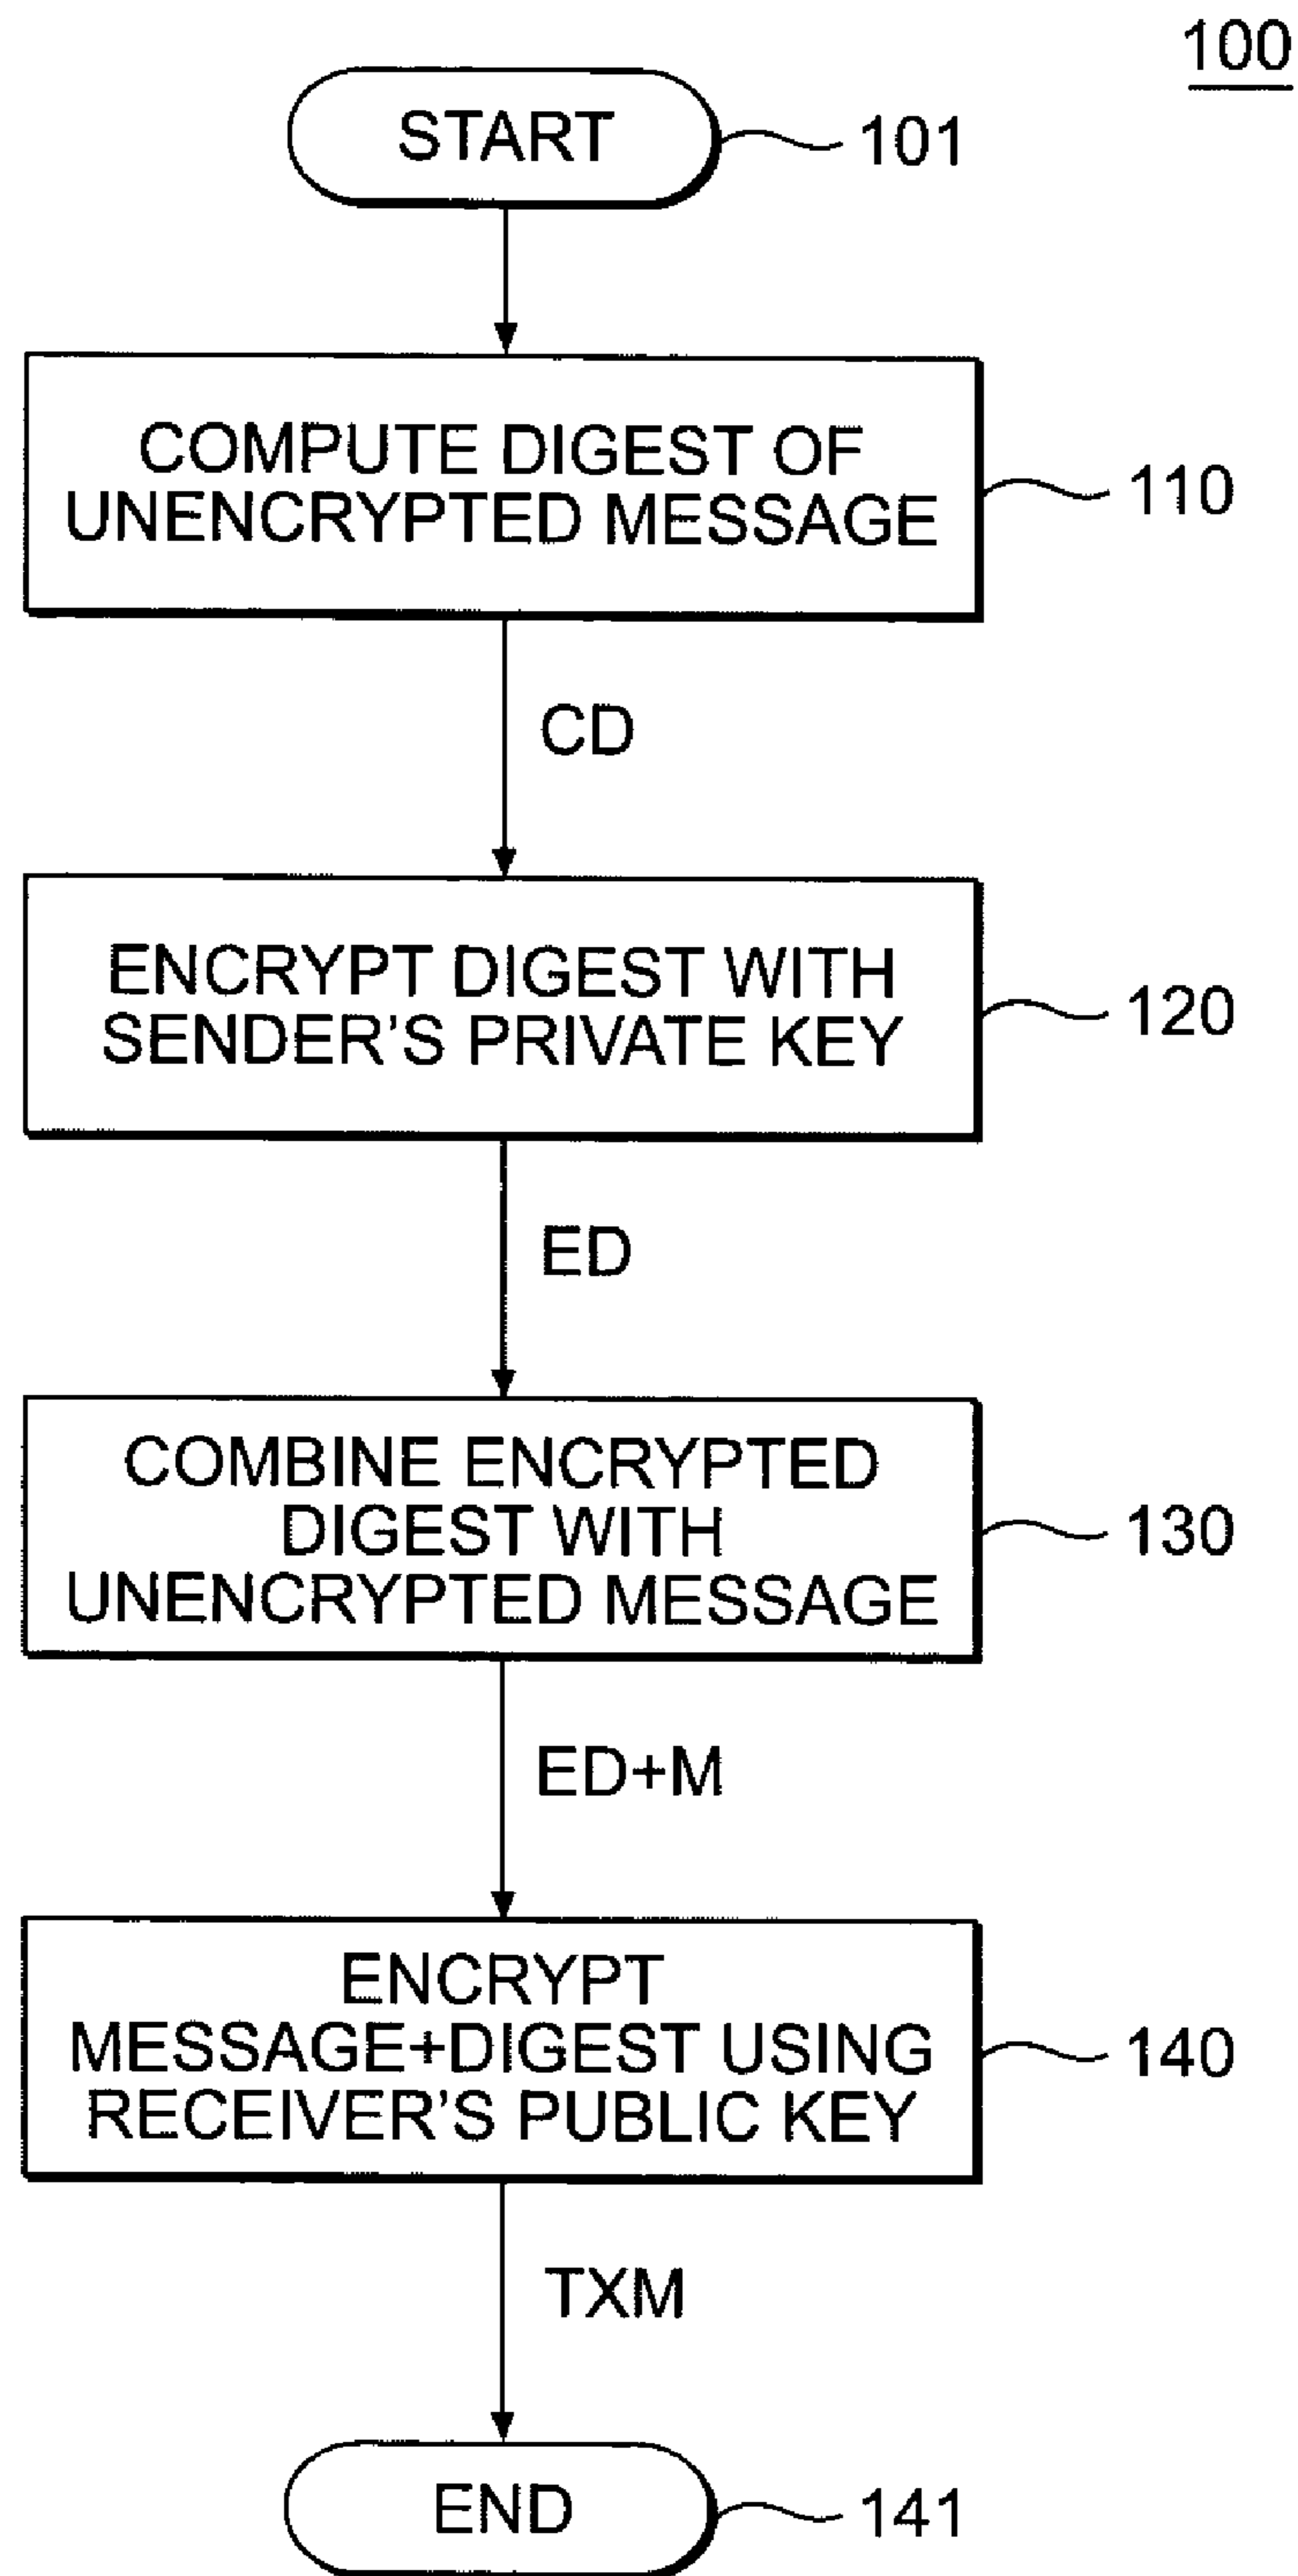 100
START
101
COMPUTE DIGEST OF
UNENCRYPTED MESSAGE
110
CD
ENCRYPT DIGEST WITH
SENDER'S PRIVATE KEY
120
ED
COMBINE ENCRYPTED
DIGEST WITH
UNENCRYPTED MESSAGE
130
ED+M
ENCRYPT
MESSAGE+DIGEST USING
RECEIVER'S PUBLIC KEY
140
TXM
END
141